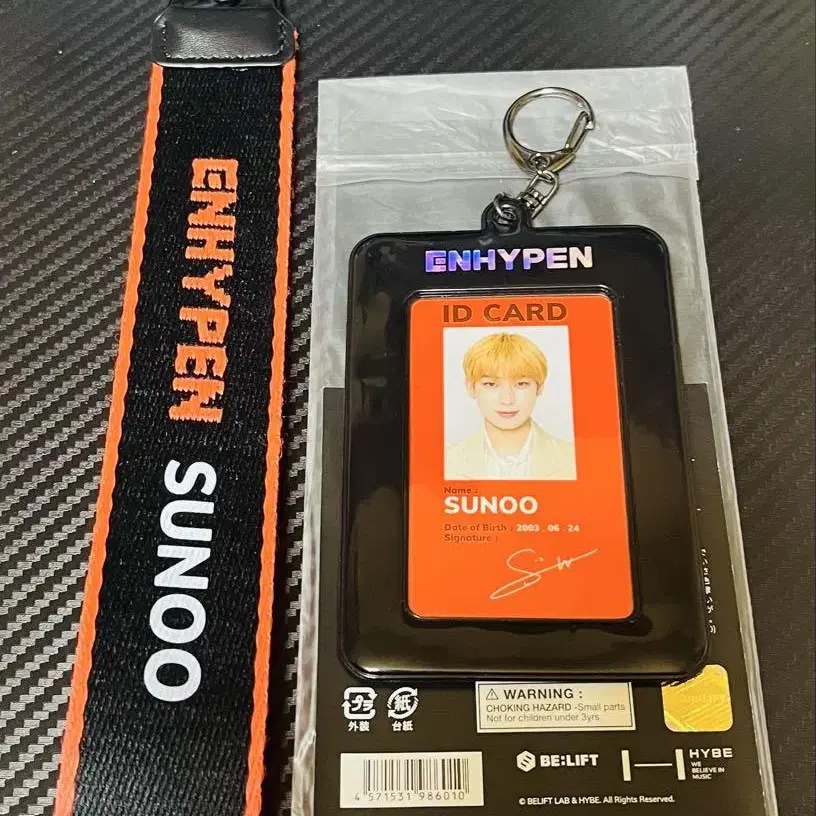 ENHYPEN SUNOO
ENHYPEN
ID CARD
Name :
SUNOO
Date of Birth : 2003 . 06 . 24
Signature :
プラ
外装
紙
台紙
WARNING :
CHOKING HAZARD -Small parts
Not for children under 3yrs.
BE:LIFT
HYBE
WE
BELIEVE IN
MUSIC
4 571531 986010
© BELIFT LAB & HYBE. All Rights Reserved.